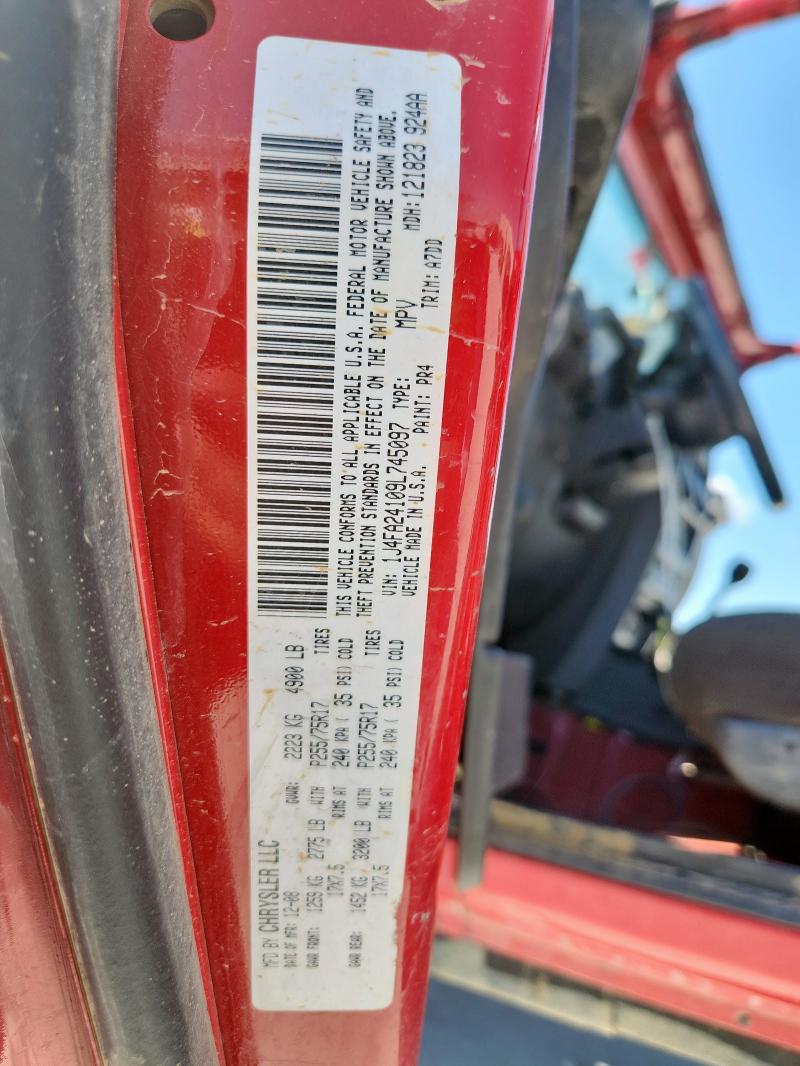 MFD BY CHRYSLER LLC
DATE OF MFR: 12-08 GVWR: 2223 KG 4900 LB
GAWR FRONT: 1259 KG 2775 LB WITH P255/75R17 TIRES
17X7.5 RIMS AT 240 KPA ( 35 PSI) COLD
GAWR REAR: 1452 KG 3200 LB WITH P255/75R17 TIRES
17X7.5 RIMS AT 240 KPA ( 35 PSI) COLD
THIS VEHICLE CONFORMS TO ALL APPLICABLE U.S.A. FEDERAL MOTOR VEHICLE SAFETY AND
THEFT PREVENTION STANDARDS IN EFFECT ON THE DATE OF MANUFACTURE SHOWN ABOVE.
VIN: 1J4FA24109L745097 TYPE: MPV MDH: 121823 924AA
VEHICLE MADE IN U.S.A. PAINT: PR4 TRIM: A7DD